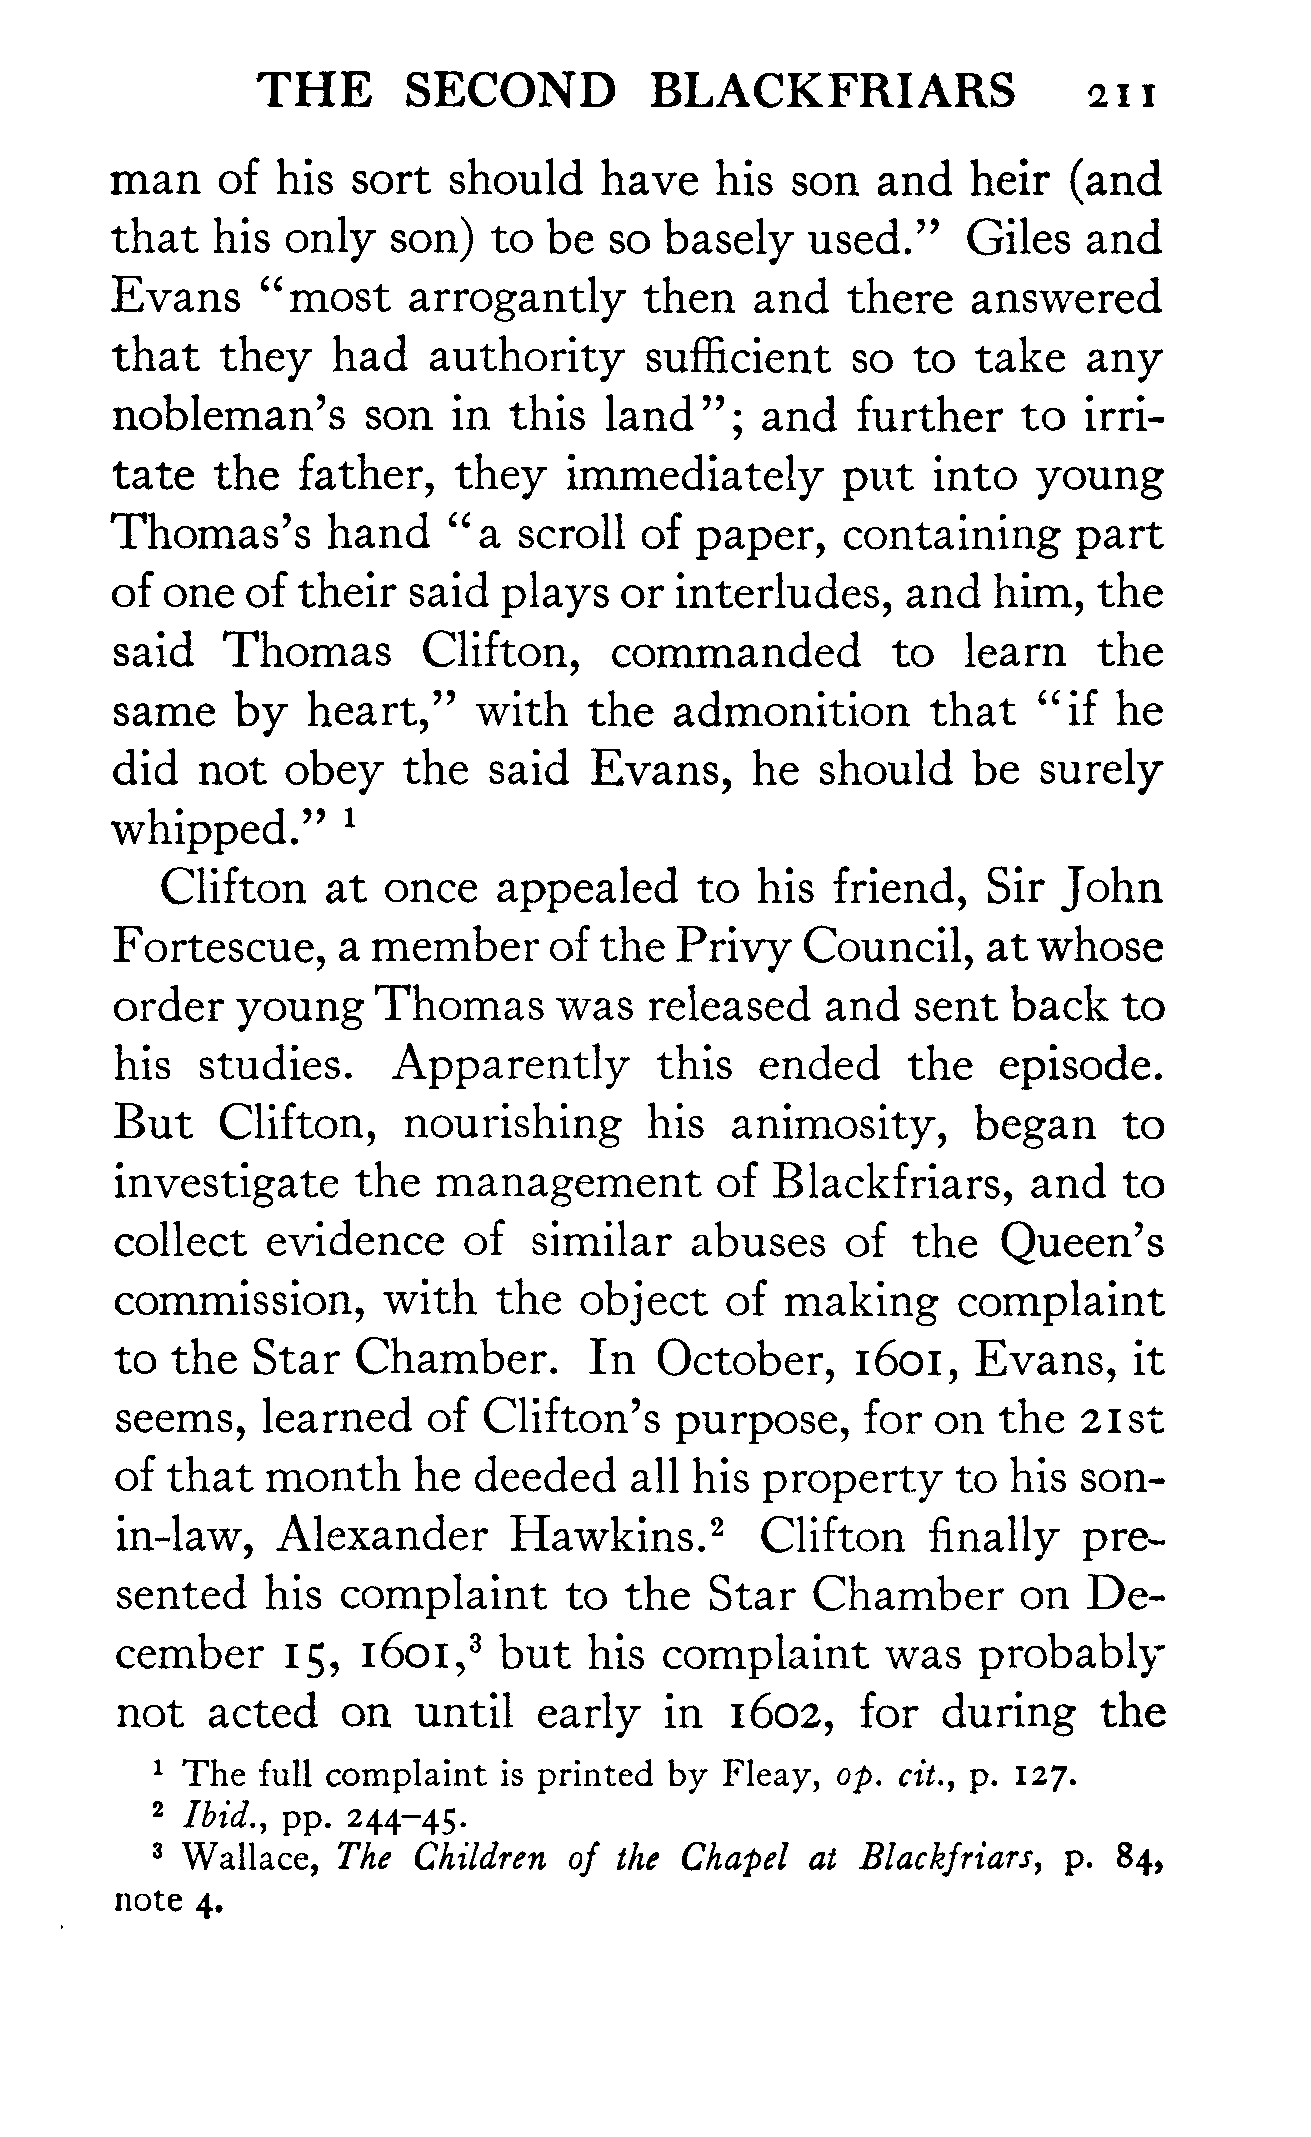 THE SECOND BLACKFRIARS 211
man of his sort should have his son and heir (and
that his only son) to be so basely used.” Giles and
Evans “most arrogantly then and there answered
that they had authority sufficient so to take any
nobleman’s son in this land”; and further to irri-
tate the father, they immediately put into young
Thomas’s hand “a scroll of paper, containing part
of one of their said plays or interludes, and him, the
said Thomas Clifton, commanded to learn the
same by heart,” with the admonition that “if he
did not obey the said Evans, he should be surely
whipped.” ¹
Clifton at once appealed to his friend, Sir John
Fortescue, a member of the Privy Council, at whose
order young Thomas was released and sent back to
his studies. Apparently this ended the episode.
But Clifton, nourishing his animosity, began to
investigate the management of Blackfriars, and to
collect evidence of similar abuses of the Queen’s
commission, with the object of making complaint
to the Star Chamber. In October, 1601, Evans, it
seems, learned of Clifton’s purpose, for on the 21st
of that month he deeded all his property to his son-
in-law, Alexander Hawkins.² Clifton finally pre-
sented his complaint to the Star Chamber on De-
cember 15, 1601,³ but his complaint was probably
not acted on until early in 1602, for during the
¹ The full complaint is printed by Fleay, op. cit., p. 127.
² Ibid., pp. 244–45.
³ Wallace, The Children of the Chapel at Blackfriars, p. 84,
note 4.